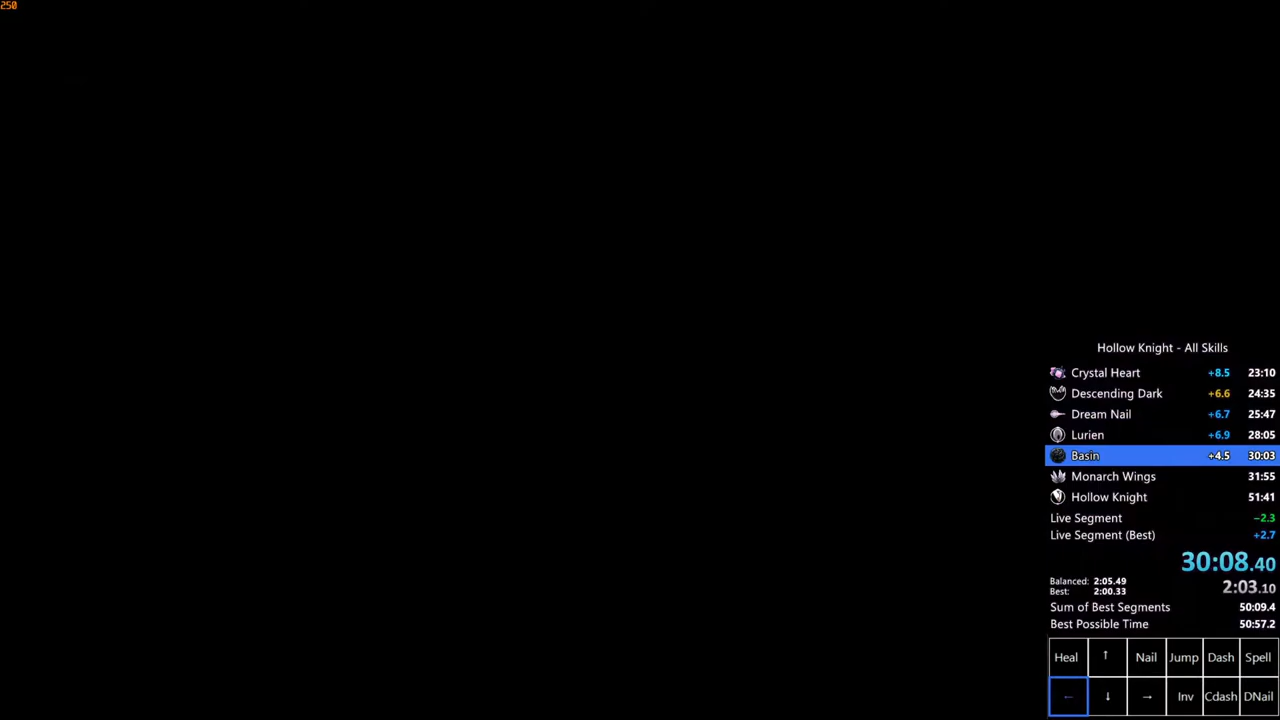 250
Hollow Knight - All Skills
Crystal Heart +8.5 23:10
Descending Dark +6.6 24:35
Dream Nail +6.7 25:47
Lurien +6.9 28:05
Basin +4.5 30:03
Monarch Wings 31:55
Hollow Knight 51:41
Live Segment −2.3
Live Segment (Best) +2.7
30:08.40
Balanced: 2:05.49
Best: 2:00.33
2:03.10
Sum of Best Segments 50:09.4
Best Possible Time 50:57.2
Heal ↑ Nail Jump Dash Spell
← ↓ → Inv Cdash DNail